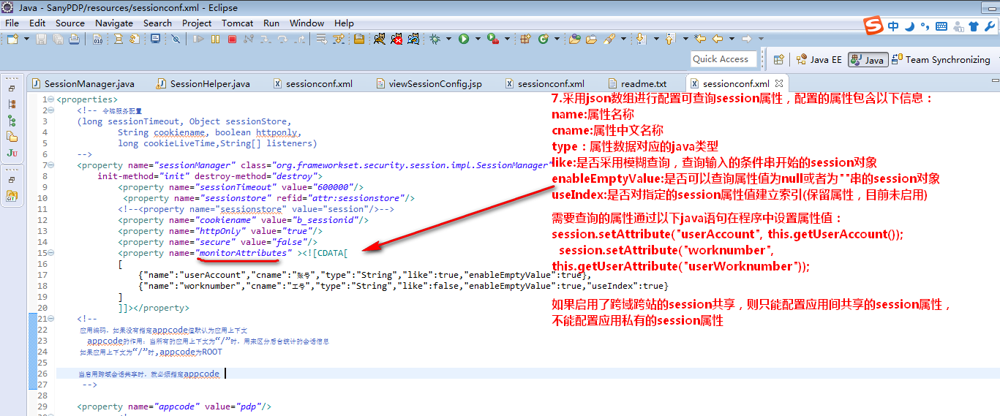 Java - SanyPDP/resources/sessionconf.xml - Eclipse
File Edit Source Navigate Search Project Tomcat Run Window Help
中
Quick Access
Java EE
Java
Team Synchronizing
SessionManager.java
SessionHelper.java
sessionconf.xml
viewSessionConfig.jsp
sessionconf.xml
readme.txt
sessionconf.xml
1 <properties>
2 <!-- 令牌服务配置
3 (long sessionTimeout, Object sessionStore,
4 String cookiename, boolean httponly,
5 long cookieLiveTime,String[] listeners)
6 -->
7 <property name="sessionManager" class="org.frameworkset.security.session.impl.SessionManager"
8 init-method="init" destroy-method="destroy">
9 <property name="sessionTimeout" value="600000"/>
10 <property name="sessionstore" refid="attr:sessionstore"/>
11 <!--<property name="sessionstore" value="session"/>-->
12 <property name="cookiename" value="b_sessionid"/>
13 <property name="httpOnly" value="true"/>
14 <property name="secure" value="false"/>
15 <property name="monitorAttributes" ><![CDATA[
16 [
17 {"name":"userAccount","cname":"账号","type":"String","like":true,"enableEmptyValue":true},
18 {"name":"worknumber","cname":"工号","type":"String","like":false,"enableEmptyValue":true,"useIndex":true}
19 ]
20 ]]></property>
21 <!--
22 应用编码，如果没有指定appcode值默认为应用上下文
23 appcode的作用：当所有的应用上下文为“/”时，用来区分后台统计的会话信息
24 如果应用上下文为“/”时,appcode为ROOT
25
26 当启用跨域会话共享时，就必须指定appcode
27 -->
28
29 <property name="appcode" value="pdp"/>
7.采用json数组进行配置可查询session属性，配置的属性包含以下信息：
name:属性名称
cname:属性中文名称
type：属性数据对应的java类型
like:是否采用模糊查询，查询输入的条件串开始的session对象
enableEmptyValue:是否可以查询属性值为null或者为""串的session对象
useIndex:是否对指定的session属性值建立索引(保留属性，目前未启用)
需要查询的属性通过以下java语句在程序中设置属性值：
session.setAttribute("userAccount", this.getUserAccount());
session.setAttribute("worknumber",
this.getUserAttribute("userWorknumber"));
如果启用了跨域跨站的session共享，则只能配置应用间共享的session属性，
不能配置应用私有的session属性